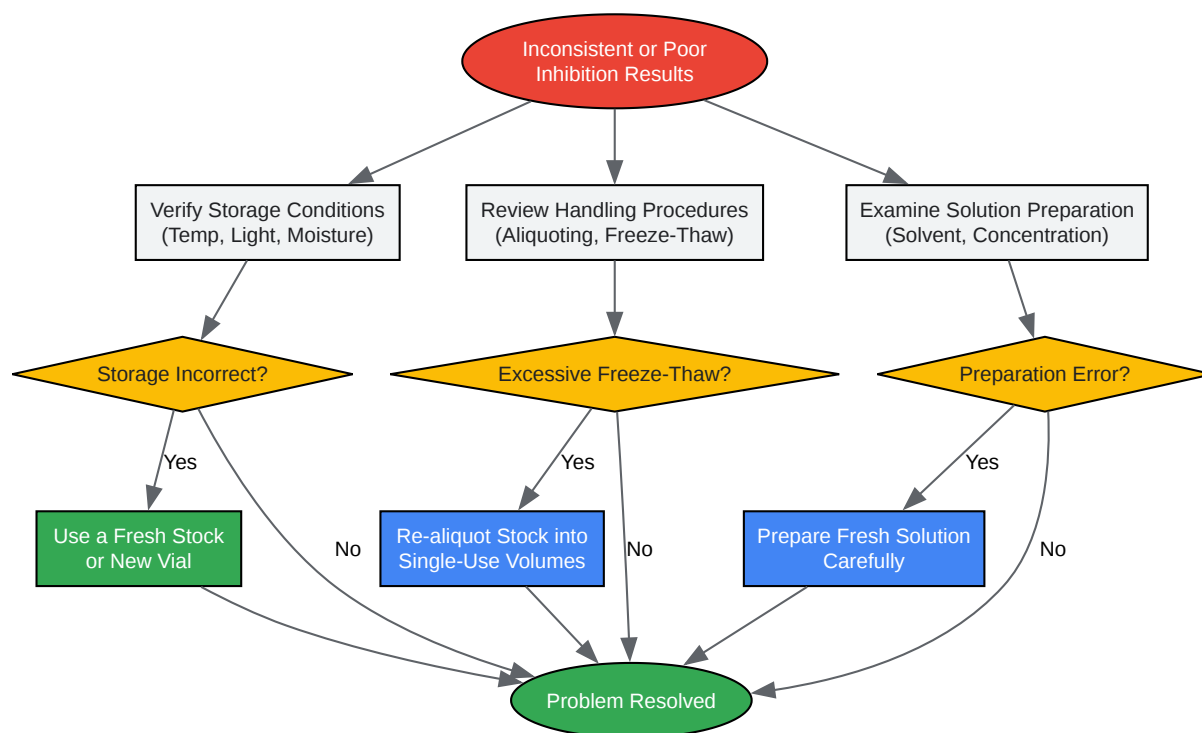 Inconsistent or Poor
Inhibition Results
Verify Storage Conditions
(Temp, Light, Moisture)
Review Handling Procedures
(Aliquoting, Freeze-Thaw)
Examine Solution Preparation
(Solvent, Concentration)
Storage Incorrect?
Excessive Freeze-Thaw?
Preparation Error?
Yes
Yes
Yes
Use a Fresh Stock
or New Vial
No
Re-aliquot Stock into
Single-Use Volumes
No
Prepare Fresh Solution
Carefully
No
Problem Resolved